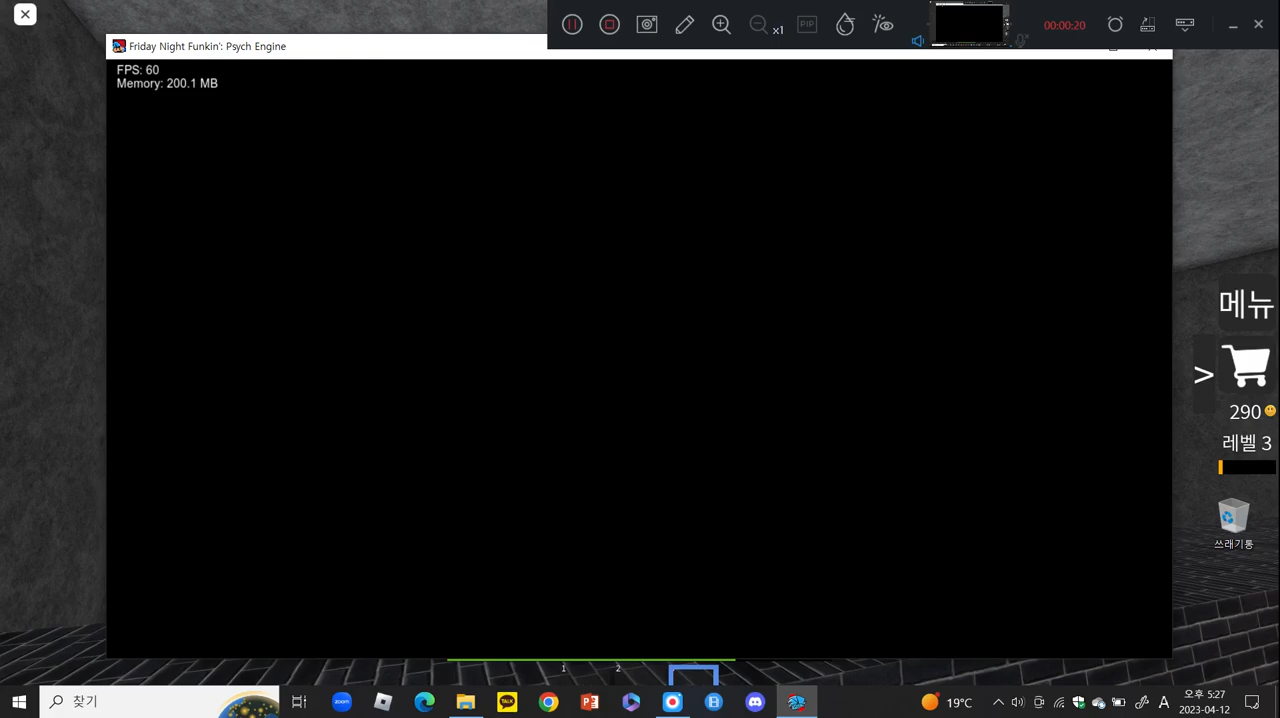 x1
PIP
00:00:20
Friday Night Funkin': Psych Engine
FPS: 60
Memory: 200.1 MB
메뉴
>
290
레벨 3
쓰레기통
1
2
찾기
zoom
TALK
19°C
A
오후 5:27
2023-04-12